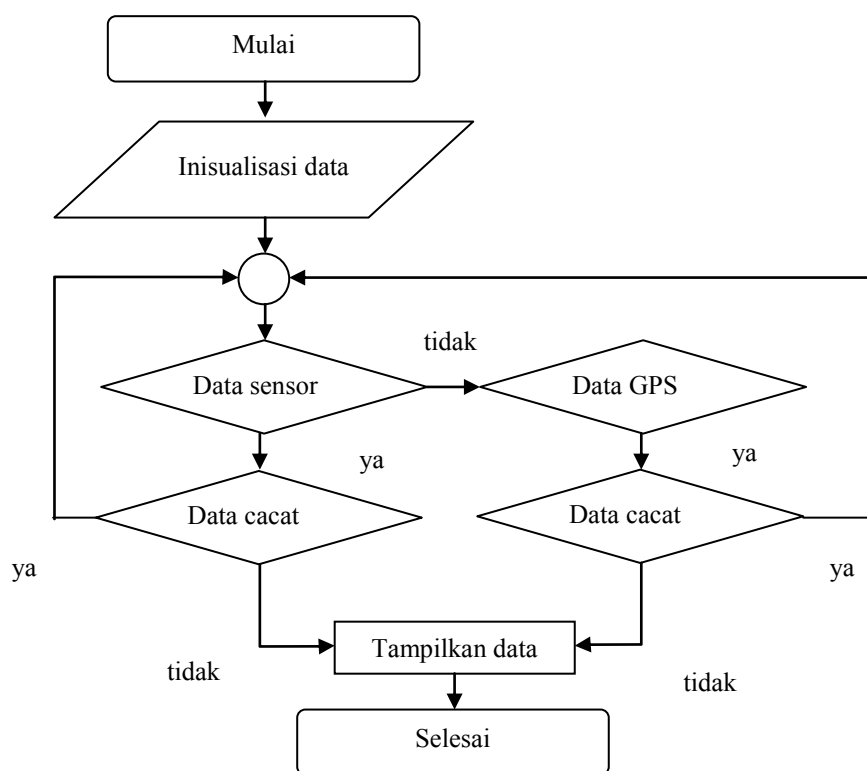 Mulai
Inisualisasi data
tidak
Data sensor
Data GPS
ya
ya
Data cacat
Data cacat
ya
ya
Tampilkan data
tidak
tidak
Selesai